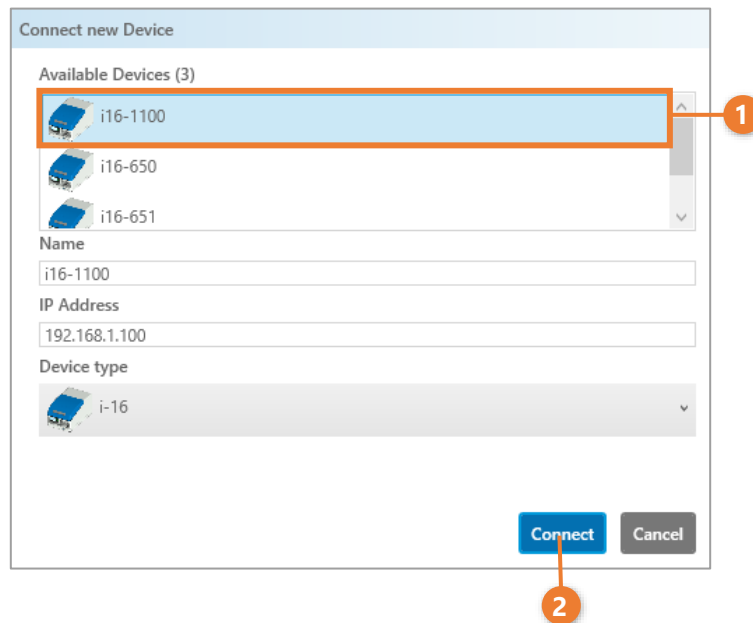 Connect new Device
Available Devices (3)
i16-1100
1
i16-650
i16-651
Name
i16-1100
IP Address
192.168.1.100
Device type
i-16
Connect Cancel
2